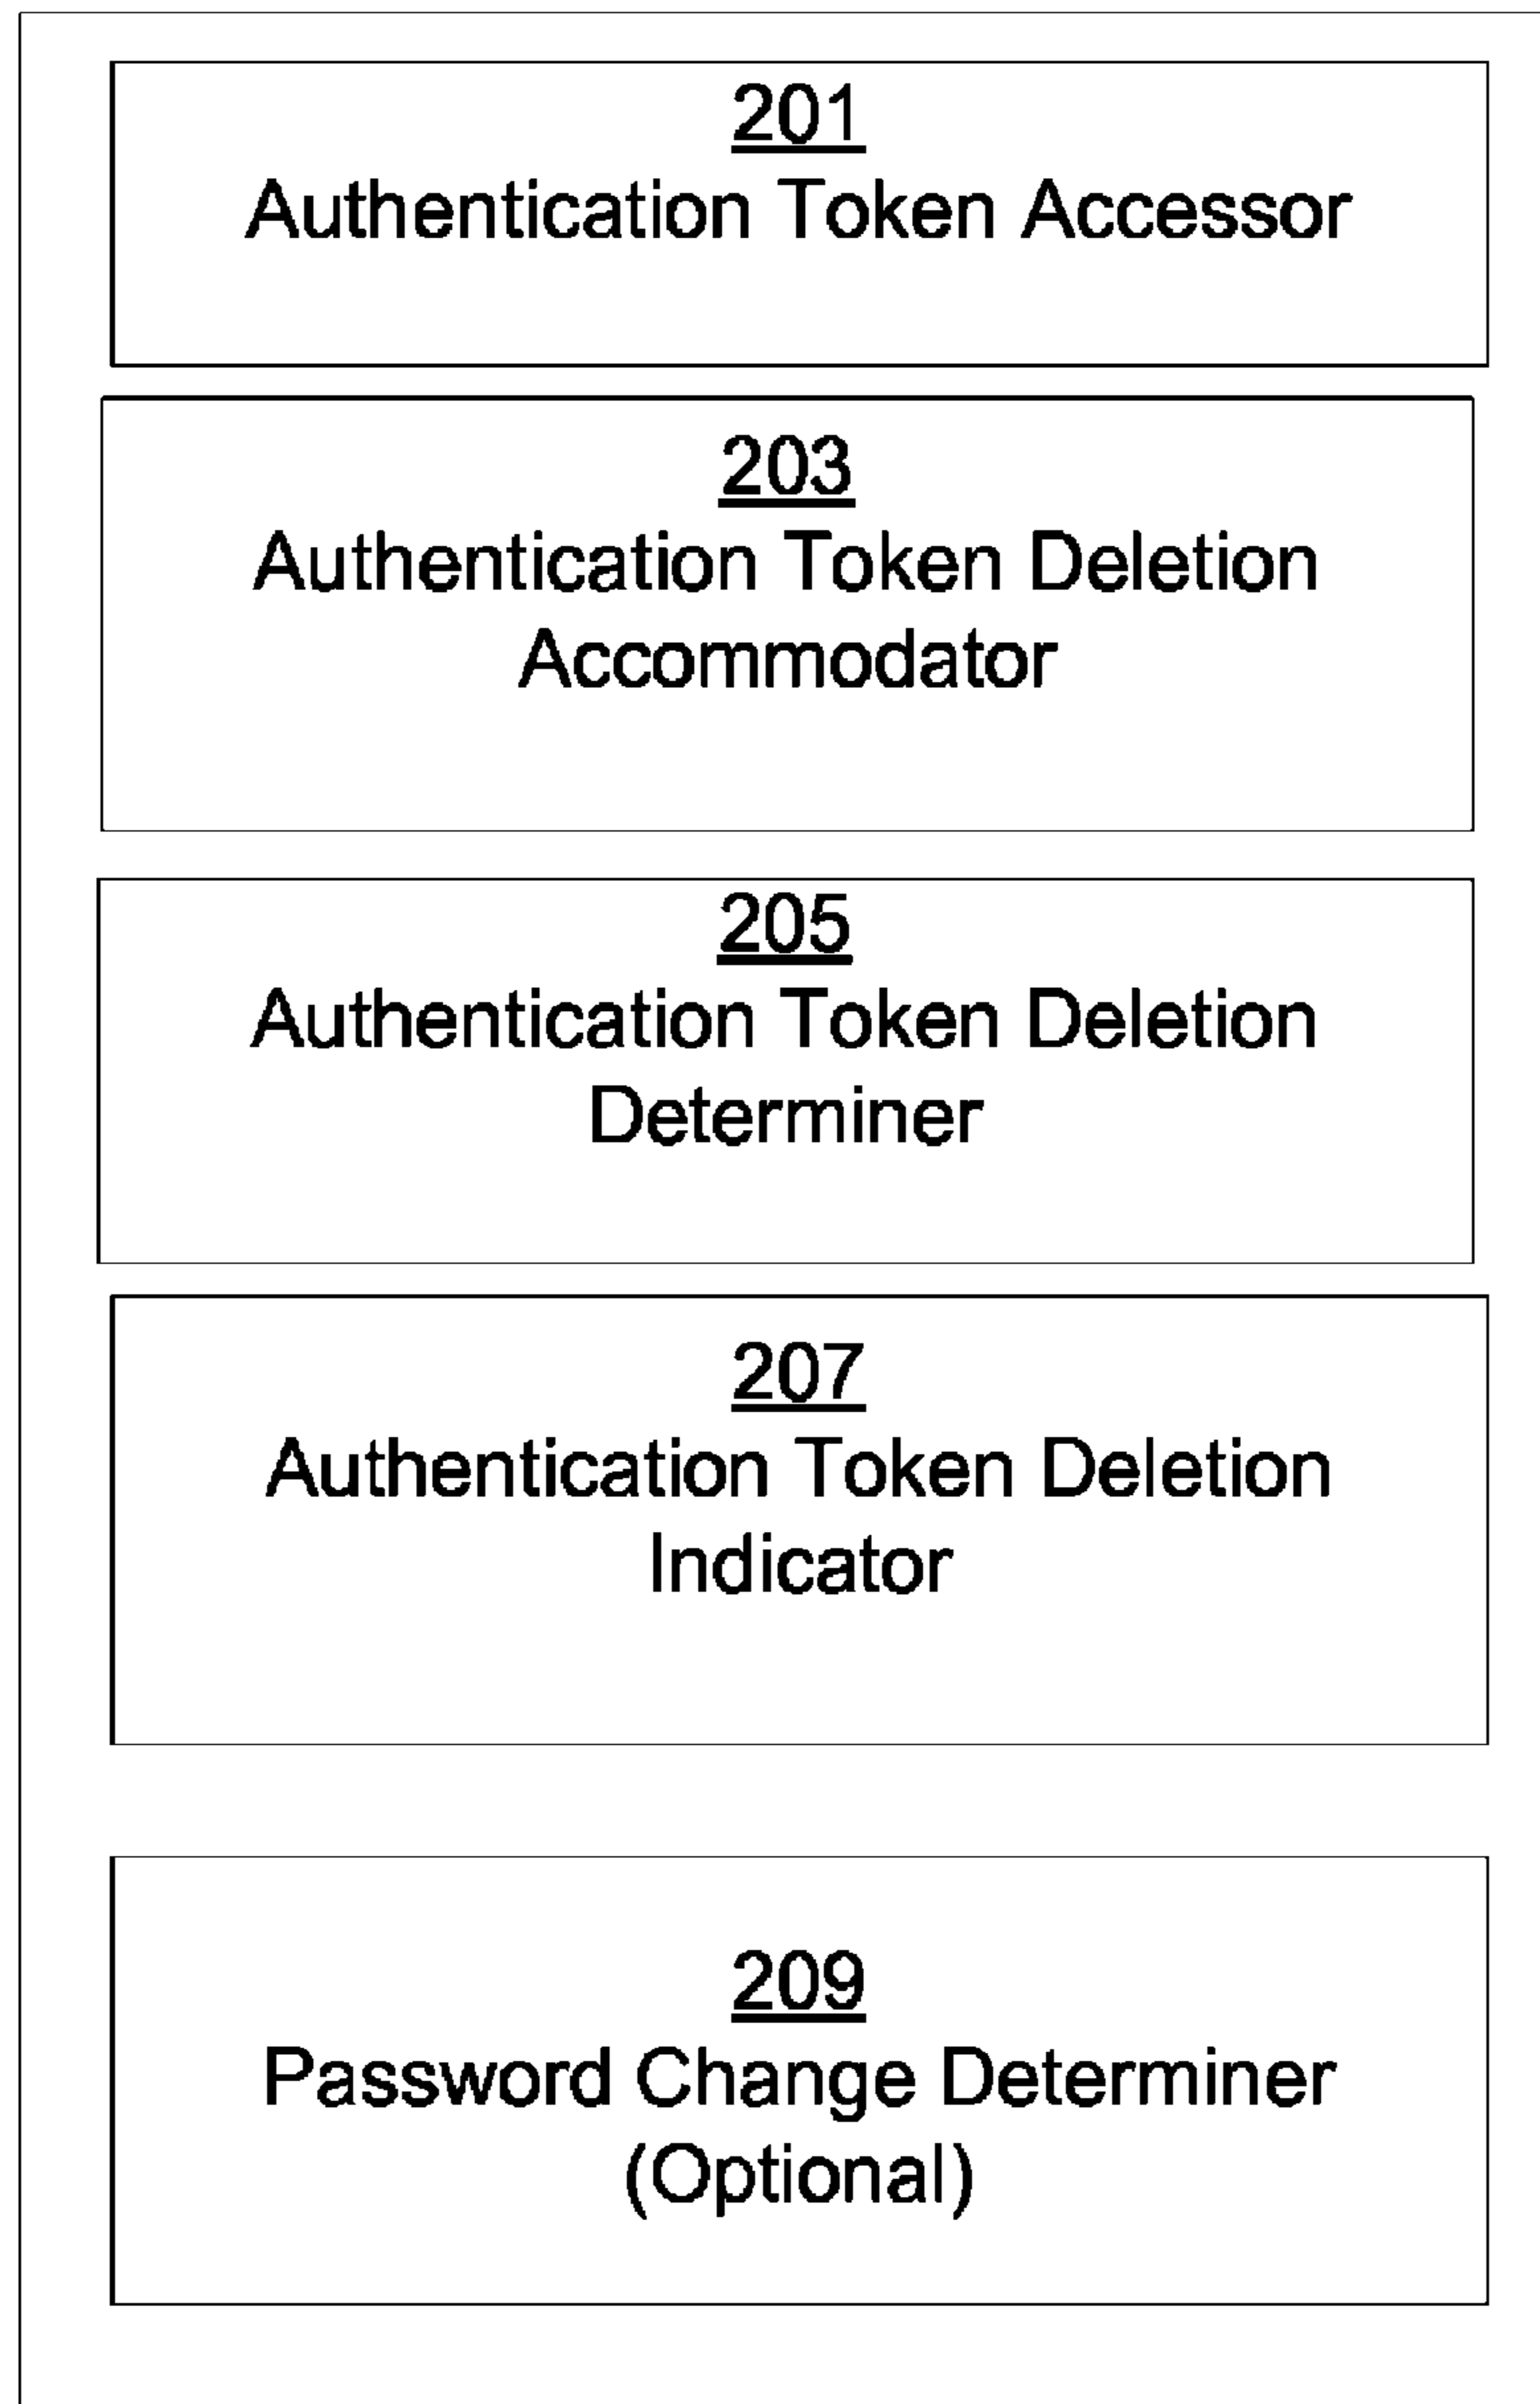 201
Authentication Token Accessor
203
Authentication Token Deletion
Accommodator
205
Authentication Token Deletion
Determiner
207
Authentication Token Deletion
Indicator
209
Password Change Determiner
(Optional)